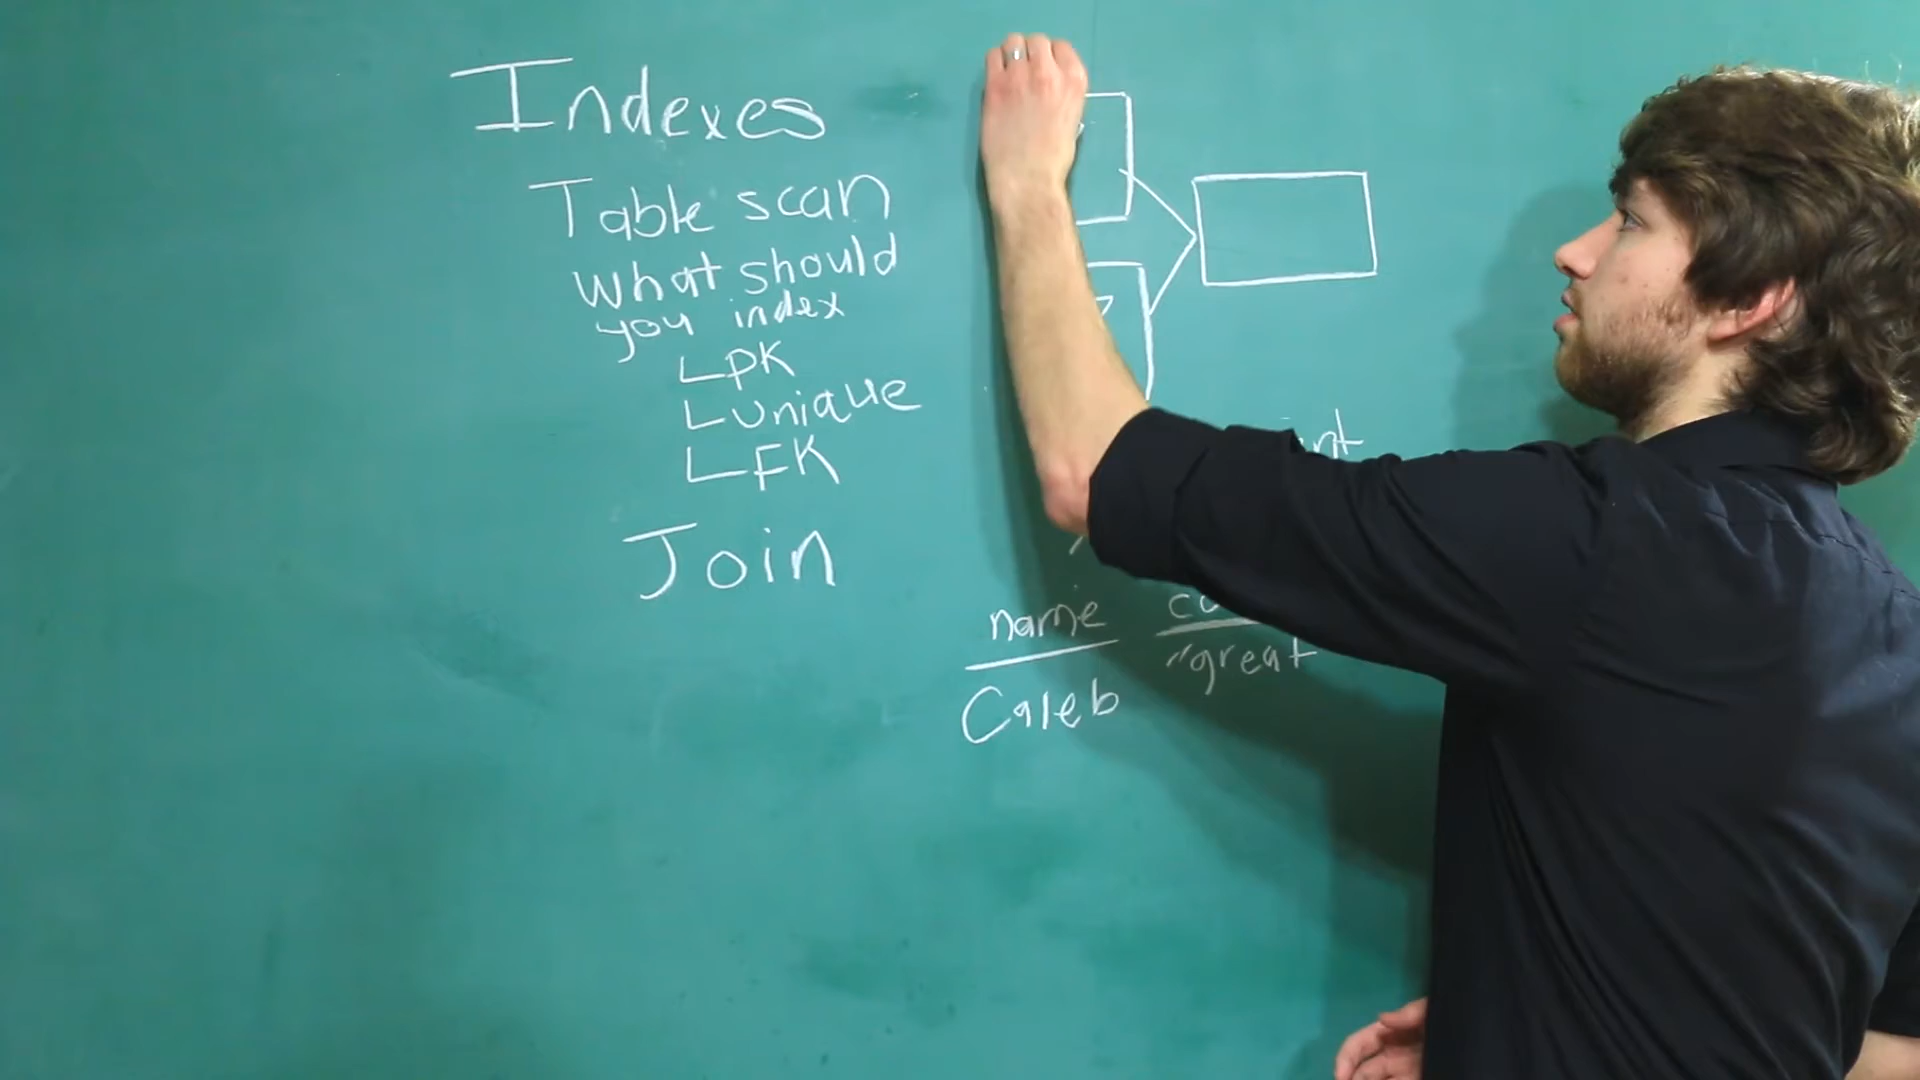 Indexes
Table scan
What should
you index
PK
Unique
FK
Join
name
Caleb
"great